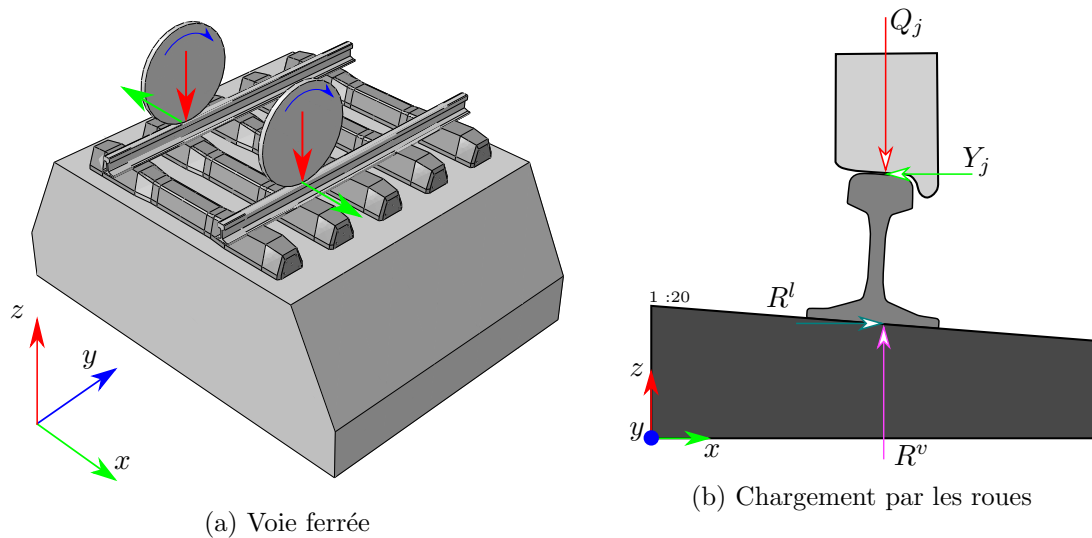 z
y
x
(a) Voie ferrée
Q_j
Y_j
1 :20
R^l
z
y
x
R^v
(b) Chargement par les roues